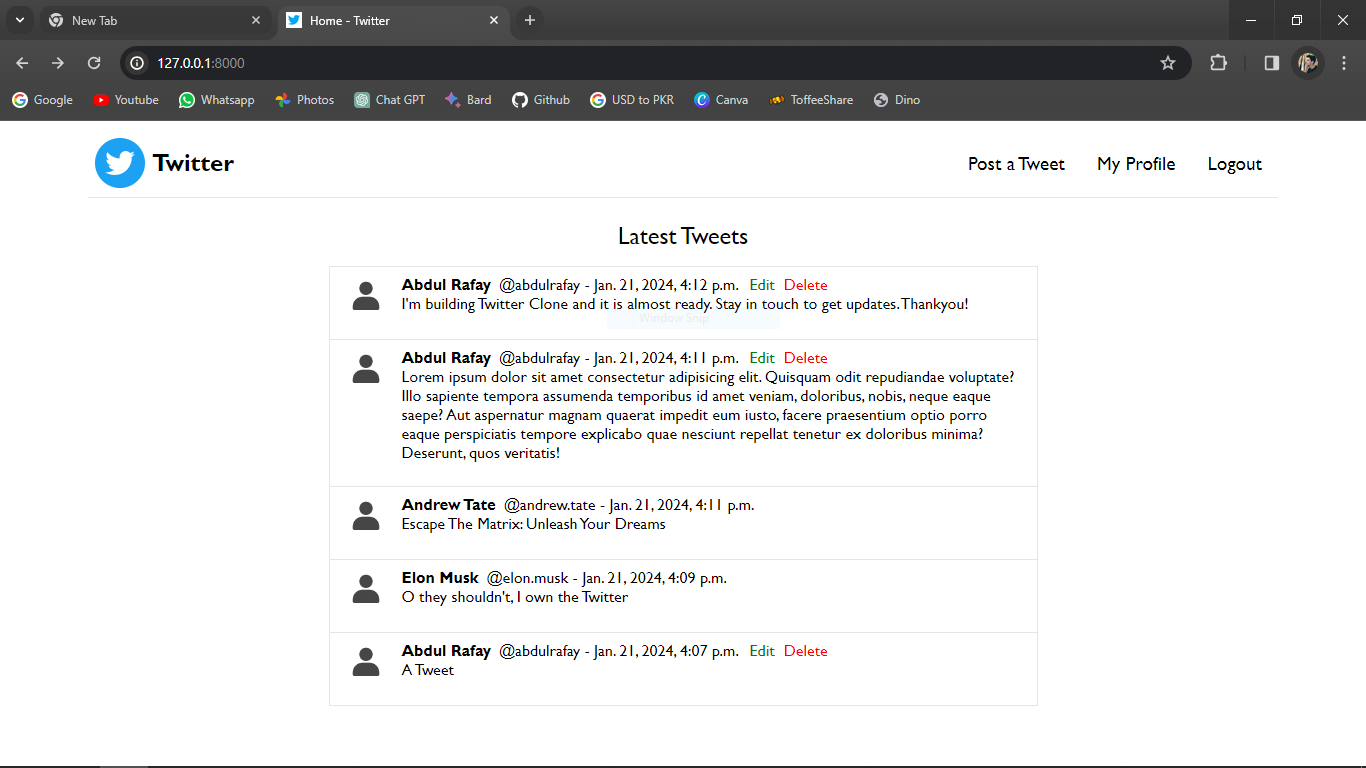 New Tab
Home - Twitter
127.0.0.1:8000
Google Youtube Whatsapp Photos Chat GPT Bard Github USD to PKR Canva ToffeeShare Dino
Twitter
Post a Tweet My Profile Logout
Latest Tweets
Abdul Rafay @abdulrafay - Jan. 21, 2024, 4:12 p.m. Edit Delete
I'm building Twitter Clone and it is almost ready. Stay in touch to get updates. Thankyou!
Window Snip
Abdul Rafay @abdulrafay - Jan. 21, 2024, 4:11 p.m. Edit Delete
Lorem ipsum dolor sit amet consectetur adipisicing elit. Quisquam odit repudiandae voluptate?
Illo sapiente tempora assumenda temporibus id amet veniam, doloribus, nobis, neque eaque
saepe? Aut aspernatur magnam quaerat impedit eum iusto, facere praesentium optio porro
eaque perspiciatis tempore explicabo quae nesciunt repellat tenetur ex doloribus minima?
Deserunt, quos veritatis!
Andrew Tate @andrew.tate - Jan. 21, 2024, 4:11 p.m.
Escape The Matrix: Unleash Your Dreams
Elon Musk @elon.musk - Jan. 21, 2024, 4:09 p.m.
O they shouldn't, I own the Twitter
Abdul Rafay @abdulrafay - Jan. 21, 2024, 4:07 p.m. Edit Delete
A Tweet